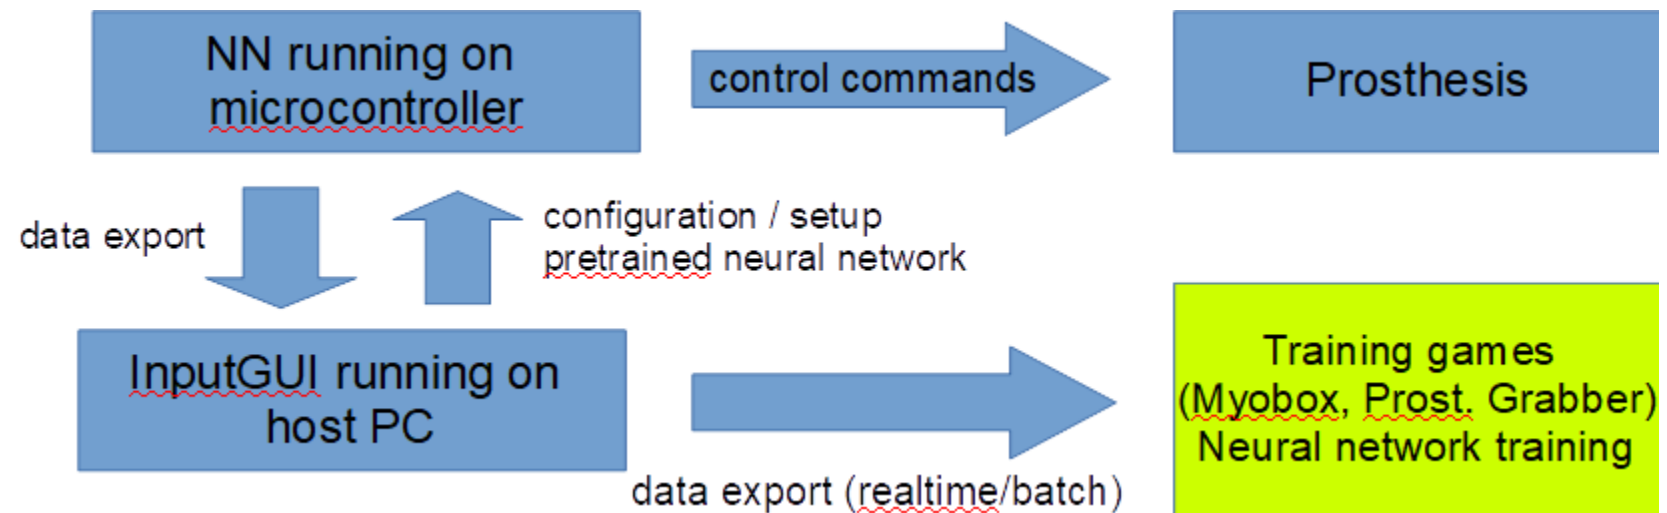 NN running on
microcontroller
control commands
Prosthesis
data export
configuration / setup
pretrained neural network
InputGUI running on
host PC
data export (realtime/batch)
Training games
(Myobox, Prost. Grabber)
Neural network training